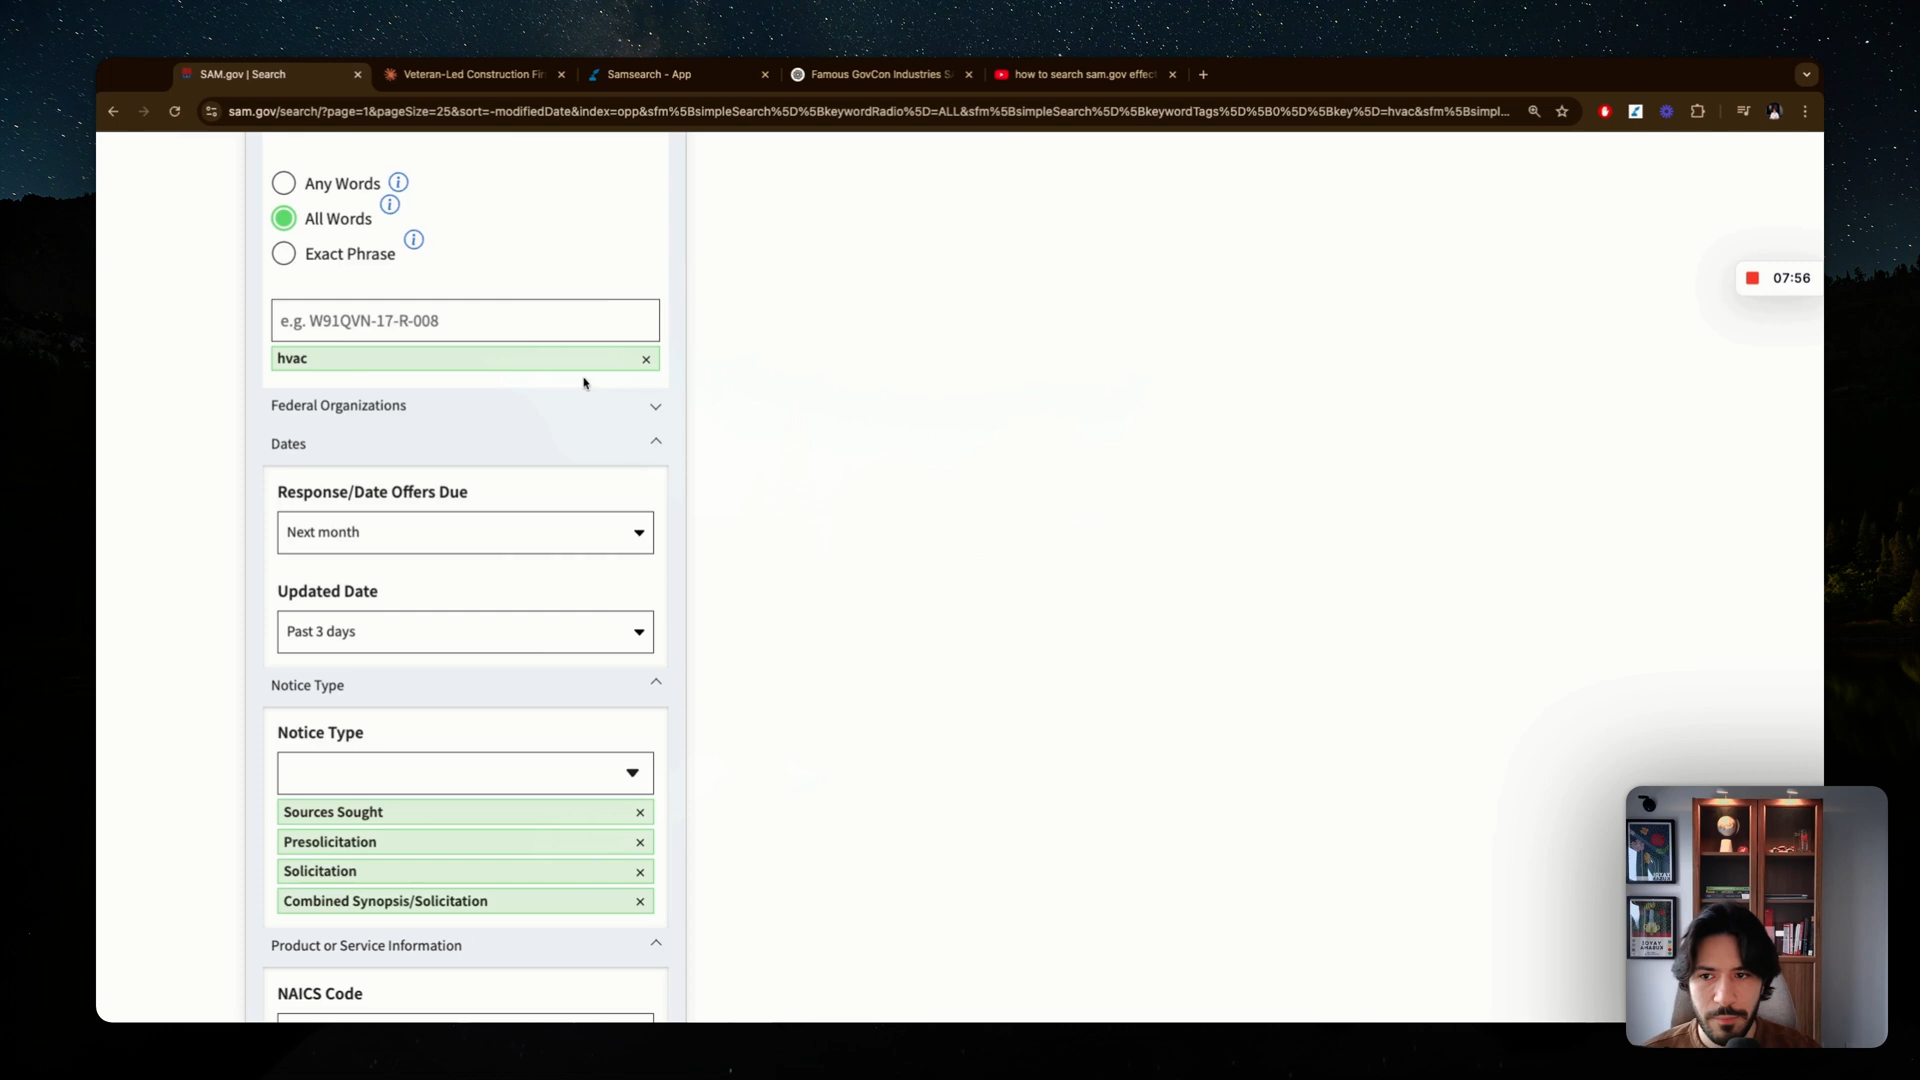 SAM.gov | Search
Veteran-Led Construction Fir
Samsearch - App
Famous GovCon Industries S
how to search sam.gov effec
sam.gov/search/?page=1&pageSize=25&sort=-modifiedDate&index=opp&sfm%5BsimpleSearch%5D%5BkeywordRadio%5D=ALL&sfm%5BsimpleSearch%5D%5BkeywordTags%5D%5B0%5D%5Bkey%5D=hvac&sfm%5Bsimpl...
Any Words
All Words
Exact Phrase
07:56
e.g. W91QVN-17-R-008
hvac
Federal Organizations
Dates
Response/Date Offers Due
Next month
Updated Date
Past 3 days
Notice Type
Notice Type
Sources Sought
Presolicitation
Solicitation
Combined Synopsis/Solicitation
Product or Service Information
NAICS Code